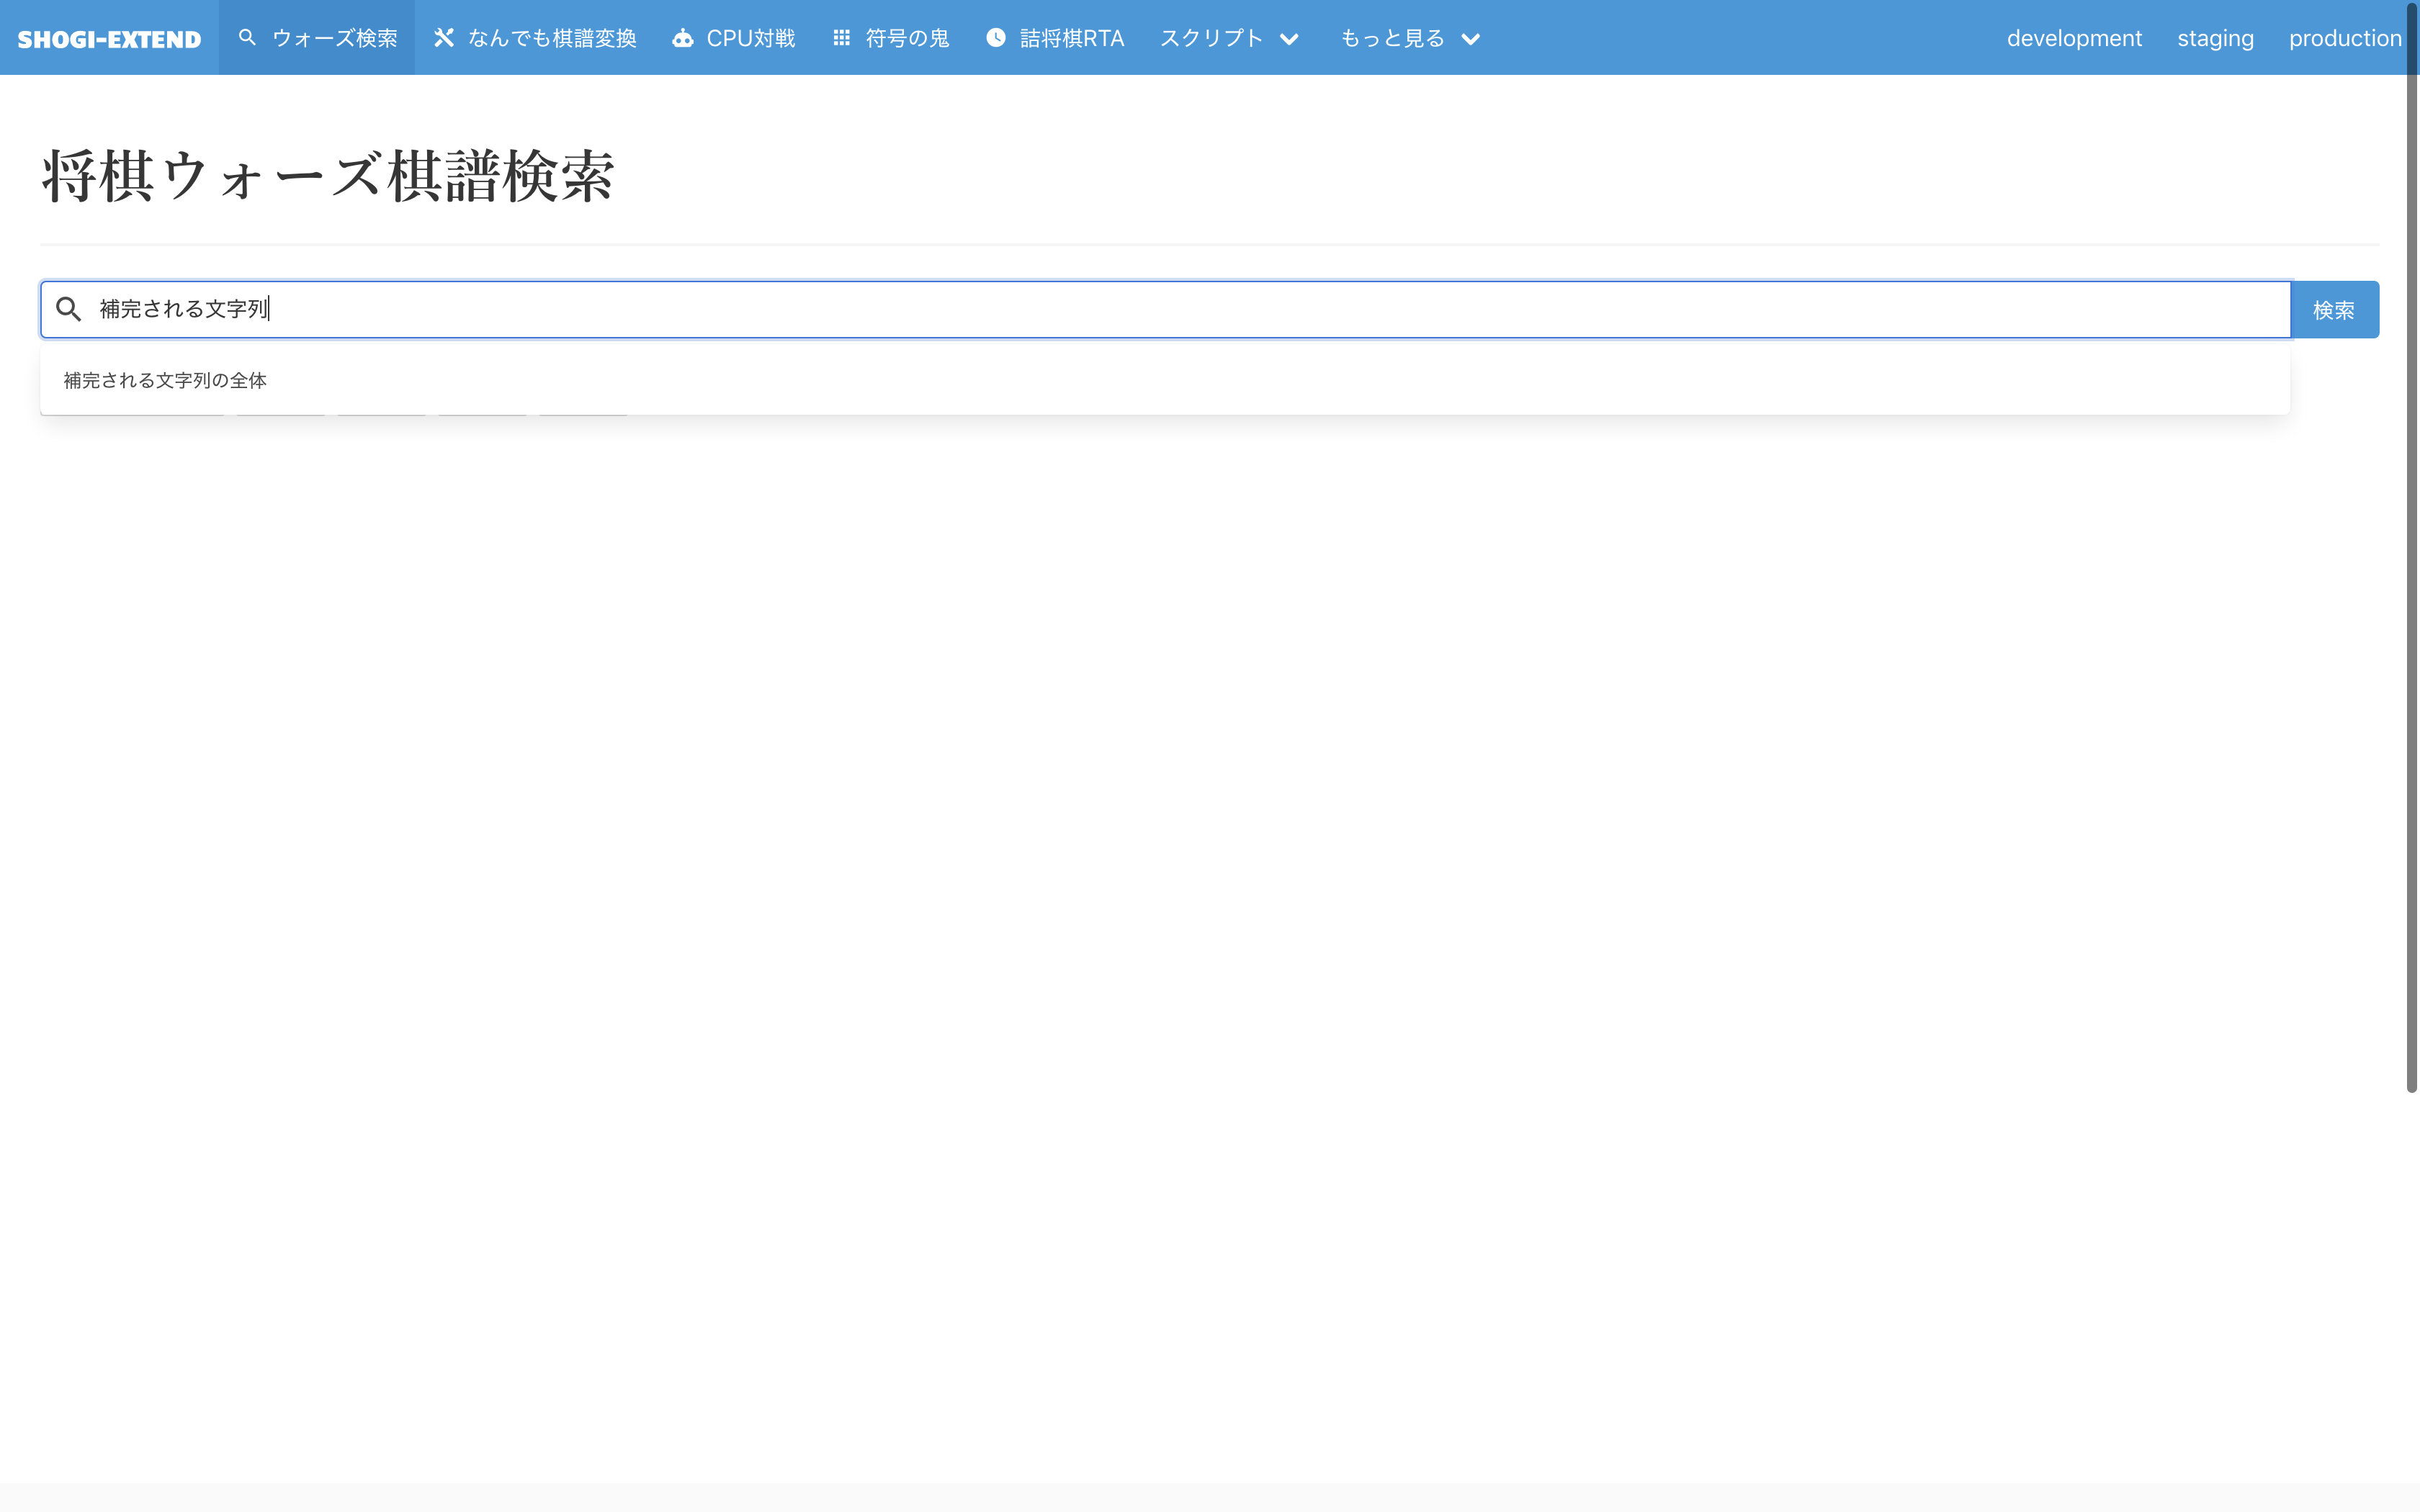 SHOGI-EXTEND ウォーズ検索 なんでも棋譜変換 CPU対戦 符号の鬼 詰将棋RTA スクリプト もっと見る development staging production
将棋ウォーズ棋譜検索
補完される文字列 検索
補完される文字列の全体